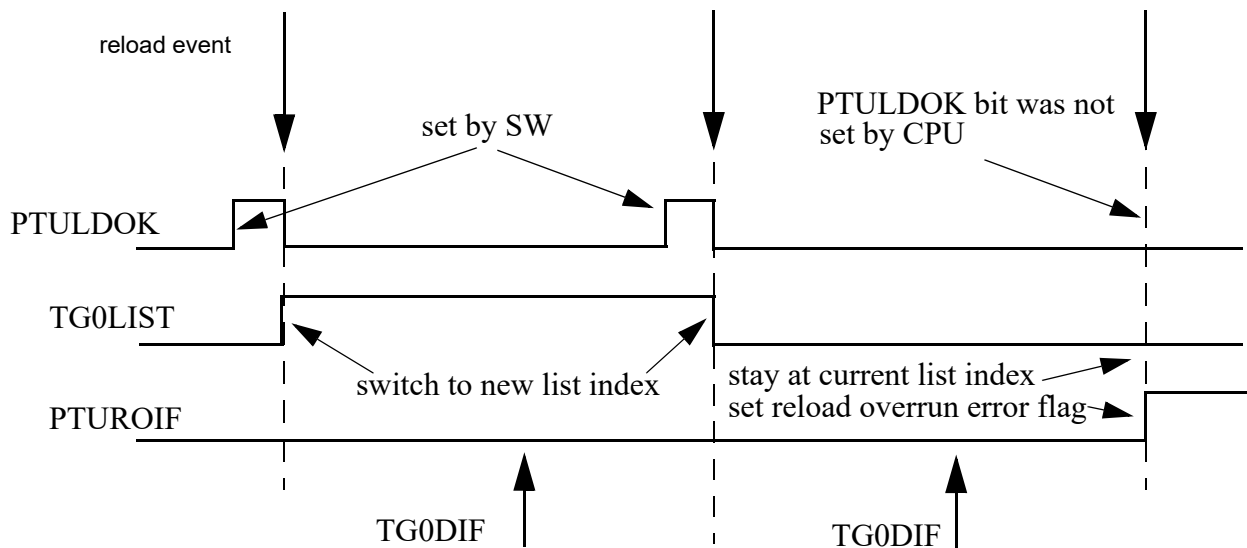 reload event
set by SW
PTULDOK bit was not
set by CPU
PTULDOK
TG0LIST
switch to new list index
stay at current list index
set reload overrun error flag
PTUROIF
TG0DIF
TG0DIF